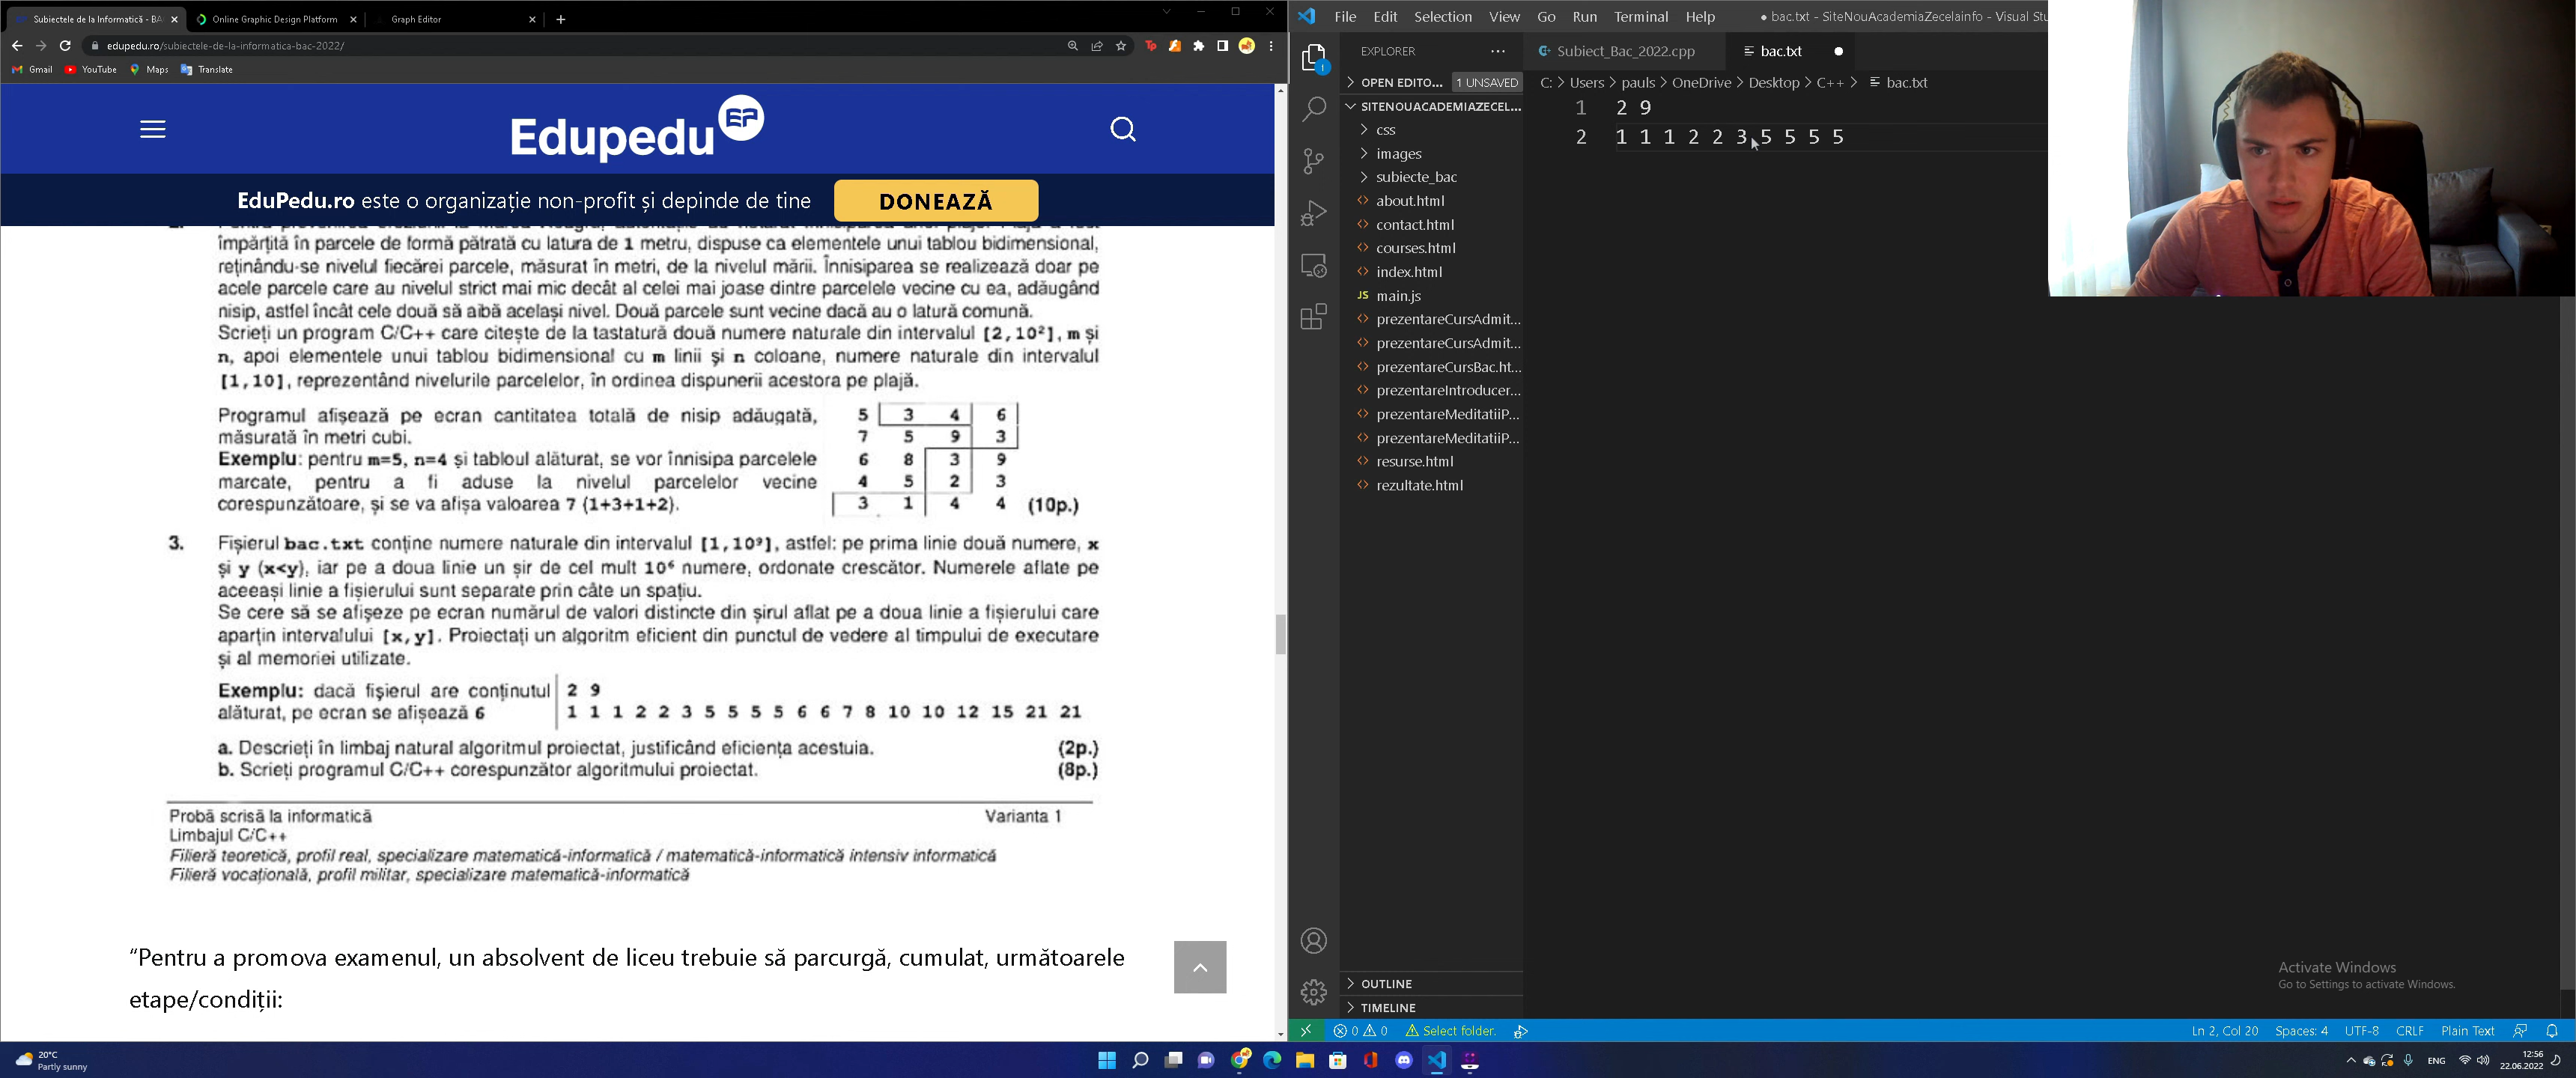 Subiectele de la Informatică - BA
Online Graphic Design Platform
Graph Editor
edupedu.ro/subiectele-de-la-informatica-bac-2022/
Gmail YouTube Maps Translate
Edupedu EP
EduPedu.ro este o organizație non-profit și depinde de tine DONEAZĂ
împărțită în parcele de formă pătrată cu latura de 1 metru, dispuse ca elementele unui tablou bidimensional,
reținându-se nivelul fiecărei parcele, măsurat în metri, de la nivelul mării. Înnisiparea se realizează doar pe
acele parcele care au nivelul strict mai mic decât al celei mai joase dintre parcelele vecine cu ea, adăugând
nisip, astfel încât cele două să aibă același nivel. Două parcele sunt vecine dacă au o latură comună.
Scrieți un program C/C++ care citește de la tastatură două numere naturale din intervalul [2,10²], m și
n, apoi elementele unui tablou bidimensional cu m linii și n coloane, numere naturale din intervalul
[1,10], reprezentând nivelurile parcelelor, în ordinea dispunerii acestora pe plajă.
Programul afișează pe ecran cantitatea totală de nisip adăugată,
măsurată în metri cubi.
Exemplu: pentru m=5, n=4 și tabloul alăturat, se vor înnisipa parcelele
marcate, pentru a fi aduse la nivelul parcelelor vecine
corespunzătoare, și se va afișa valoarea 7 (1+3+1+2).
5 3 4 6
7 5 9 3
6 8 3 9
4 5 2 3
3 1 4 4 (10p.)
3. Fișierul bac.txt conține numere naturale din intervalul [1,10⁹], astfel: pe prima linie două numere, x
și y (x<y), iar pe a doua linie un șir de cel mult 10⁶ numere, ordonate crescător. Numerele aflate pe
aceeași linie a fișierului sunt separate prin câte un spațiu.
Se cere să se afișeze pe ecran numărul de valori distincte din șirul aflat pe a doua linie a fișierului care
aparțin intervalului [x,y]. Proiectați un algoritm eficient din punctul de vedere al timpului de executare
și al memoriei utilizate.
Exemplu: dacă fișierul are conținutul
alăturat, pe ecran se afișează 6
2 9
1 1 1 2 2 3 5 5 5 5 6 6 7 8 10 10 12 15 21 21
a. Descrieți în limbaj natural algoritmul proiectat, justificând eficiența acestuia. (2p.)
b. Scrieți programul C/C++ corespunzător algoritmului proiectat. (8p.)
Probă scrisă la informatică Varianta 1
Limbajul C/C++
Filieră teoretică, profil real, specializare matematică-informatică / matematică-informatică intensiv informatică
Filieră vocațională, profil militar, specializare matematică-informatică
“Pentru a promova examenul, un absolvent de liceu trebuie să parcurgă, cumulat, următoarele
etape/condiții:
File Edit Selection View Go Run Terminal Help
● bac.txt - SiteNouAcademiaZecelainfo - Visual Stu
EXPLORER ···
OPEN EDITO... 1 UNSAVED
SITENOUACADEMIAZECEL...
css
images
subiecte_bac
about.html
contact.html
courses.html
index.html
JS main.js
prezentareCursAdmit...
prezentareCursAdmit...
prezentareCursBac.ht...
prezentareIntroducer...
prezentareMeditatiiP...
prezentareMeditatiiP...
resurse.html
rezultate.html
OUTLINE
TIMELINE
Subiect_Bac_2022.cpp
bac.txt
C: > Users > pauls > OneDrive > Desktop > C++ > bac.txt
1 2 9
2 1 1 1 2 2 3 5 5 5 5
Activate Windows
Go to Settings to activate Windows.
0 0 Select folder.
Ln 2, Col 20 Spaces: 4 UTF-8 CRLF Plain Text
20°C
Partly sunny
ENG
12:56
22.06.2022